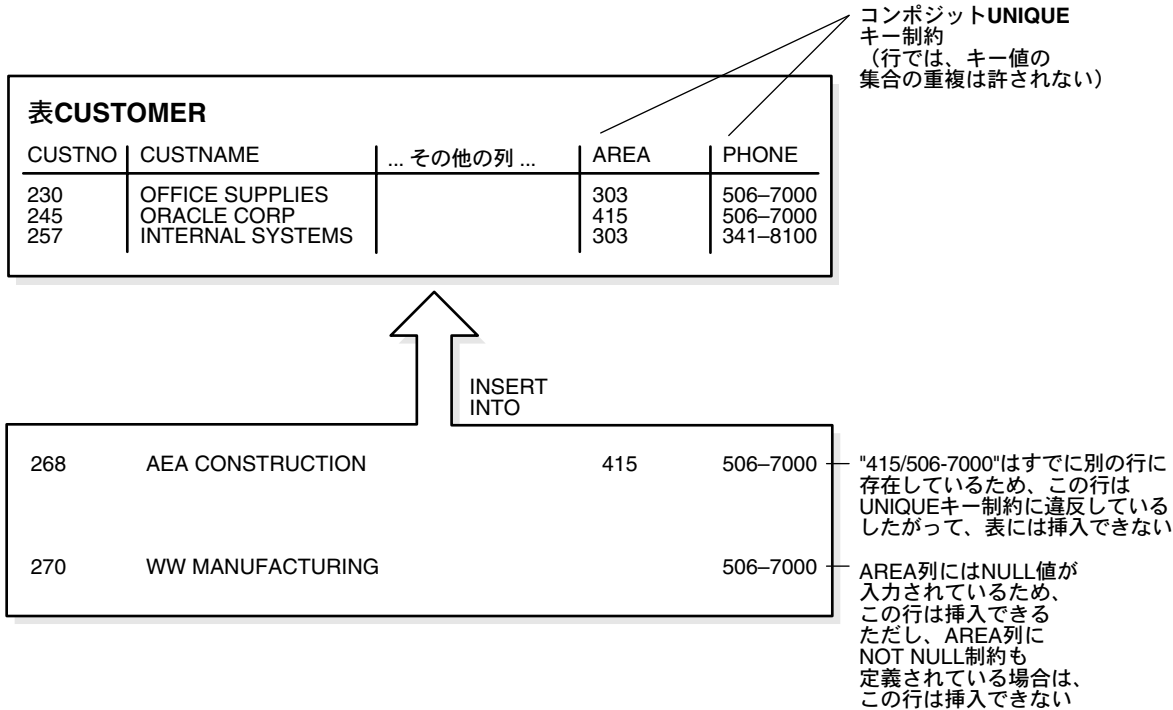 コンポジットUNIQUE
キー制約
（行では、キー値の
集合の重複は許されない）
表CUSTOMER
CUSTNO CUSTNAME ... その他の列 ... AREA PHONE
230 OFFICE SUPPLIES 303 506–7000
245 ORACLE CORP 415 506–7000
257 INTERNAL SYSTEMS 303 341–8100
INSERT
INTO
268 AEA CONSTRUCTION 415 506–7000
"415/506-7000"はすでに別の行に
存在しているため、この行は
UNIQUEキー制約に違反している
したがって、表には挿入できない
270 WW MANUFACTURING 506–7000
AREA列にはNULL値が
入力されているため、
この行は挿入できる
ただし、AREA列に
NOT NULL制約も
定義されている場合は、
この行は挿入できない